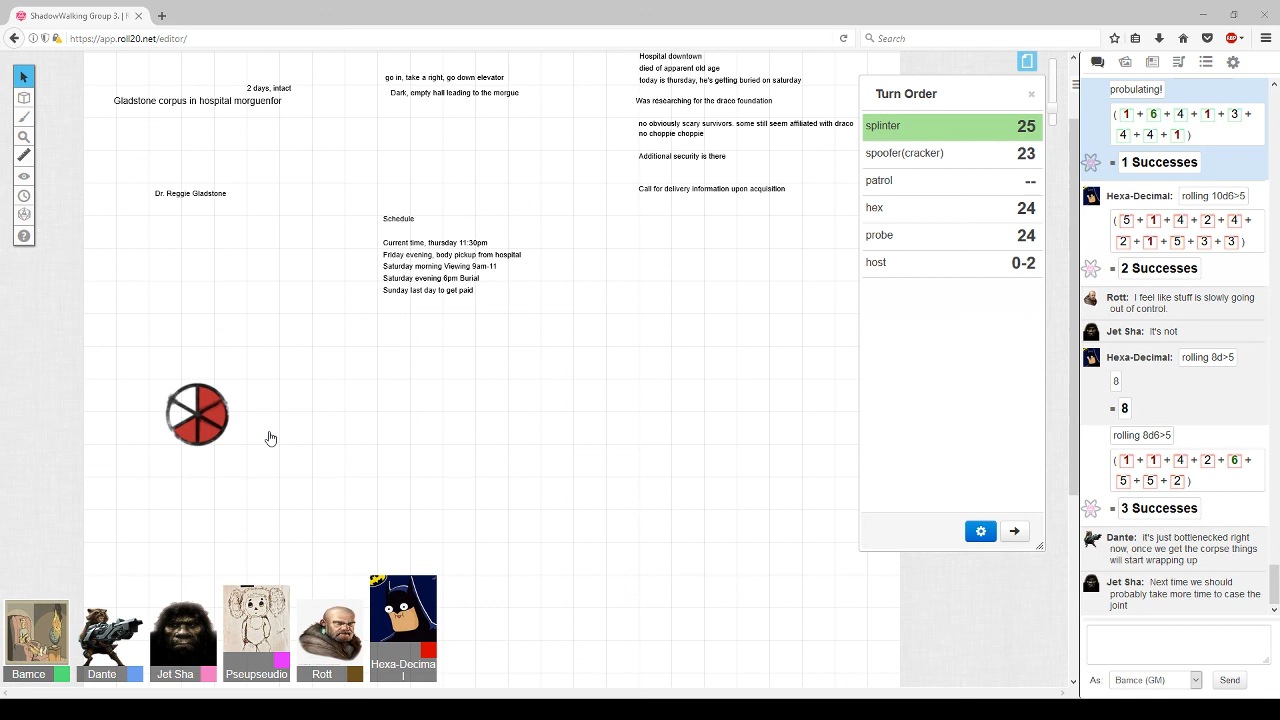 ShadowWalking Group 3. | R
https://app.roll20.net/editor/
Search
2 days, intact
Gladstone corpus in hospital morguenfor
Dr. Reggie Gladstone
go in, take a right, go down elevator
Dark, empty hall leading to the morgue
Schedule
Current time, thursday 11:30pm
Friday evening, body pickup from hospital
Saturday morning Viewing 9am-11
Saturday evening 6pm Burial
Sunday last day to get paid
Hospital downtown
died of apparent old age
today is thursday, he's getting buried on saturday
Was researching for the draco foundation
no obviously scary survivors. some still seem affiliated with draco
no choppie choppie
Additional security is there
Call for delivery information upon acquisition
Turn Order
splinter 25
spoofer(cracker) 23
patrol --
hex 24
probe 24
host 0-2
probulating!
( 1 + 6 + 4 + 1 + 3 +
4 + 4 + 1 )
= 1 Successes
Hexa-Decimal: rolling 10d6>5
( 5 + 1 + 4 + 2 + 4 +
2 + 1 + 5 + 3 + 3 )
= 2 Successes
Rott: I feel like stuff is slowly going
out of control.
Jet Sha: It's not
Hexa-Decimal: rolling 8d>5
8
= 8
rolling 8d6>5
( 1 + 1 + 4 + 2 + 6 +
5 + 5 + 2 )
= 3 Successes
Dante: it's just bottlenecked right
now, once we get the corpse things
will start wrapping up
Jet Sha: Next time we should
probably take more time to case the
joint
As: Bamce (GM) Send
Bamce
Dante
Jet Sha
Pseupseudio
Rott
Hexa-Decima
l